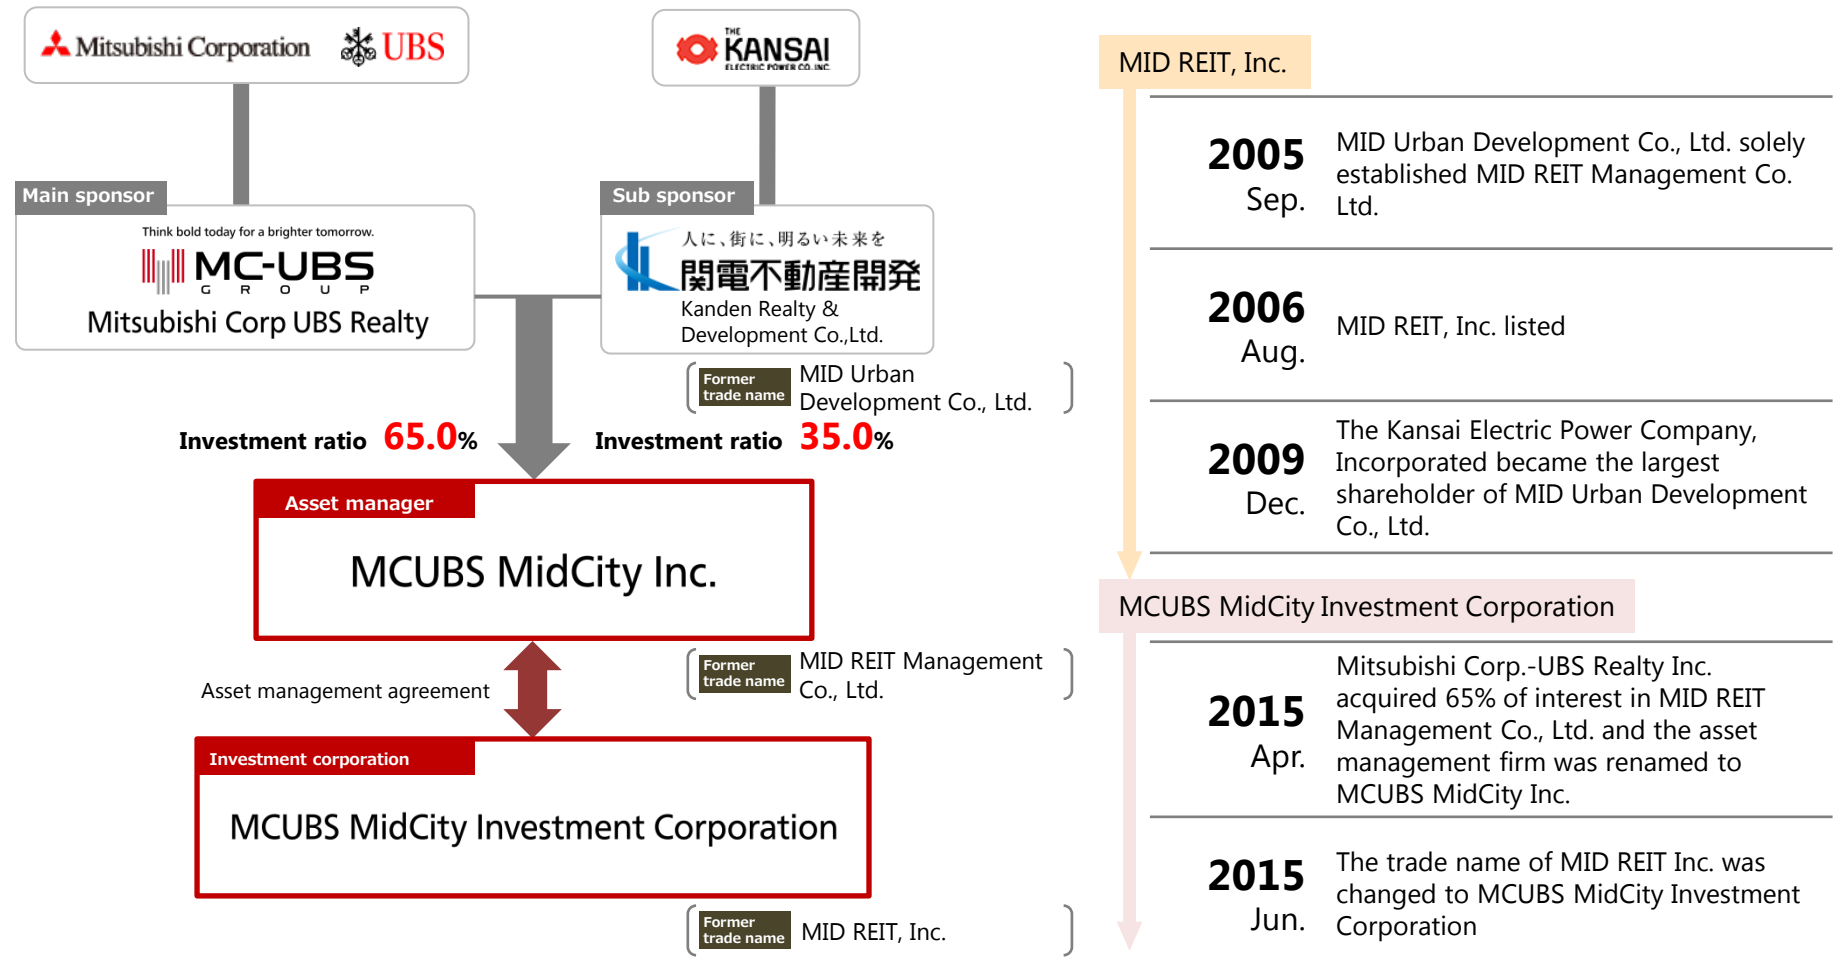 Mitsubishi Corporation
UBS
THE
KANSAI
ELECTRIC POWER CO. INC.
Main sponsor
Think bold today for a brighter tomorrow.
MC-UBS
GROUP
Mitsubishi Corp UBS Realty
Sub sponsor
人に、街に、明るい未来を
関電不動産開発
Kanden Realty &
Development Co.,Ltd.
Former
trade name
MID Urban
Development Co., Ltd.
Investment ratio 65.0%
Investment ratio 35.0%
Asset manager
MCUBS MidCity Inc.
Former
trade name
MID REIT Management
Co., Ltd.
Asset management agreement
Investment corporation
MCUBS MidCity Investment Corporation
Former
trade name
MID REIT, Inc.
MID REIT, Inc.
2005
Sep.
MID Urban Development Co., Ltd. solely
established MID REIT Management Co.
Ltd.
2006
Aug.
MID REIT, Inc. listed
2009
Dec.
The Kansai Electric Power Company,
Incorporated became the largest
shareholder of MID Urban Development
Co., Ltd.
MCUBS MidCity Investment Corporation
2015
Apr.
Mitsubishi Corp.-UBS Realty Inc.
acquired 65% of interest in MID REIT
Management Co., Ltd. and the asset
management firm was renamed to
MCUBS MidCity Inc.
2015
Jun.
The trade name of MID REIT Inc. was
changed to MCUBS MidCity Investment
Corporation